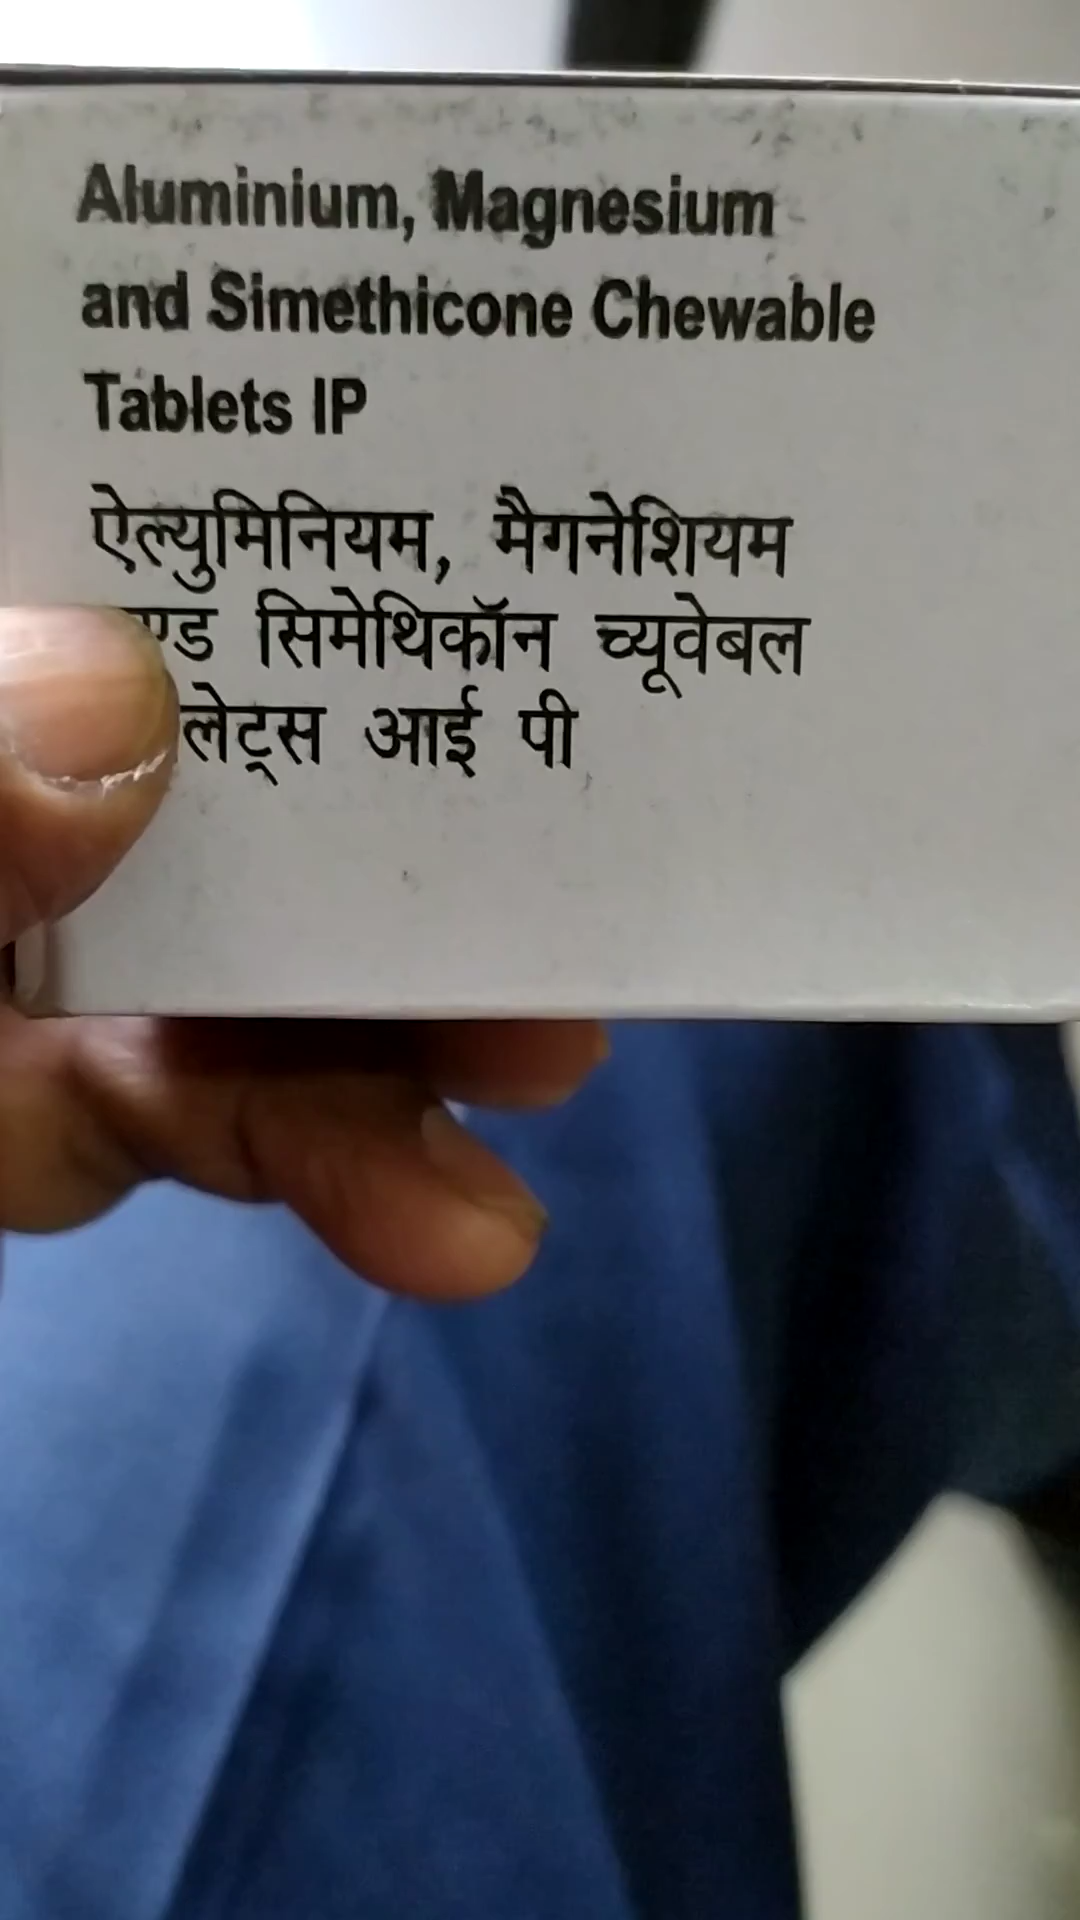 Aluminium, Magnesium
and Simethicone Chewable
Tablets IP
ऐल्युमिनियम, मैगनेशियम
सिमेथिकॉन च्यूवेबल
आई पी